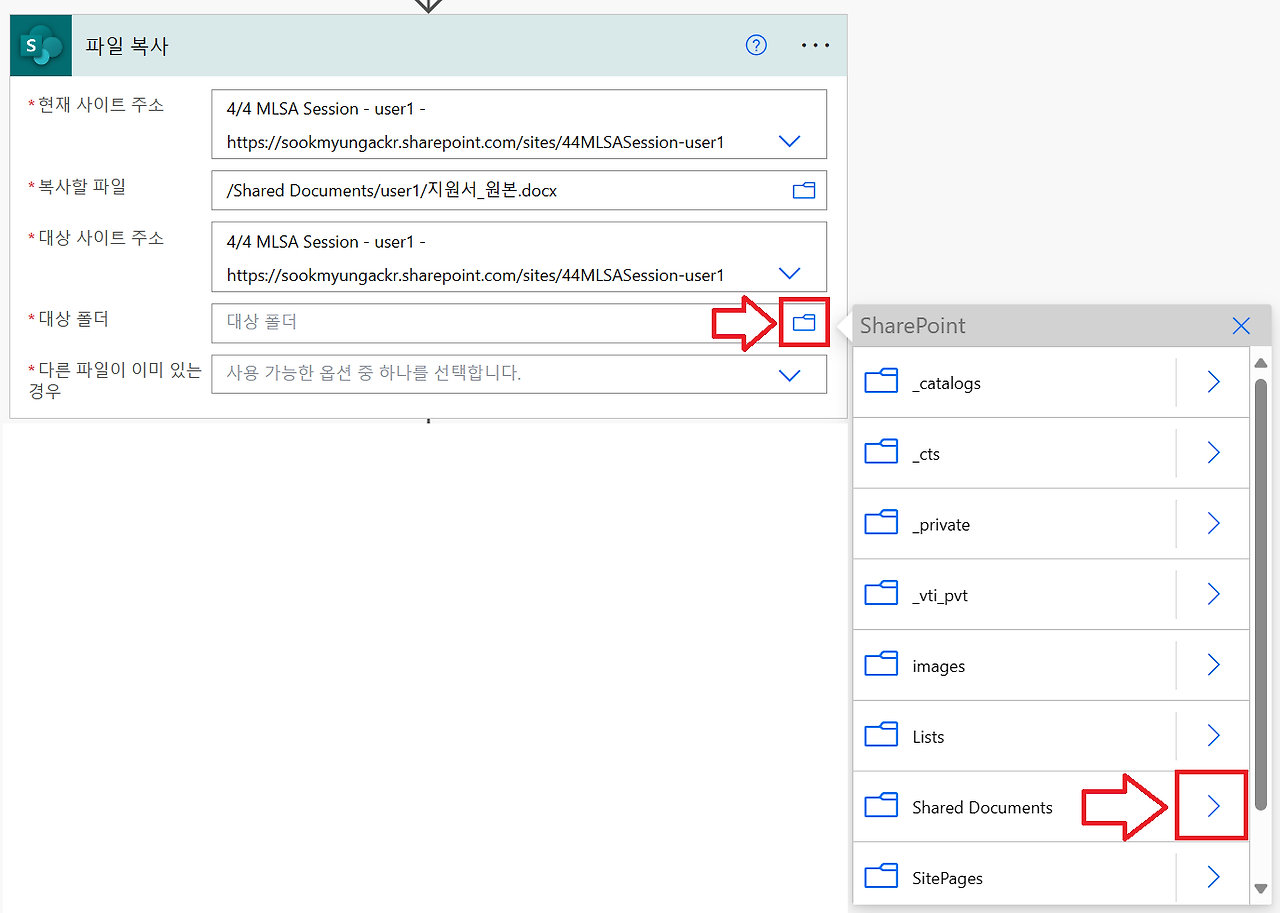 S
파일 복사
?
*현재 사이트 주소
4/4 MLSA Session - user1 -
https://sookmyungackr.sharepoint.com/sites/44MLSASession-user1
*복사할 파일
/Shared Documents/user1/지원서_원본.docx
*대상 사이트 주소
4/4 MLSA Session - user1 -
https://sookmyungackr.sharepoint.com/sites/44MLSASession-user1
*대상 폴더
대상 폴더
*다른 파일이 이미 있는
경우
사용 가능한 옵션 중 하나를 선택합니다.
SharePoint
_catalogs
_cts
_private
_vti_pvt
images
Lists
Shared Documents
SitePages